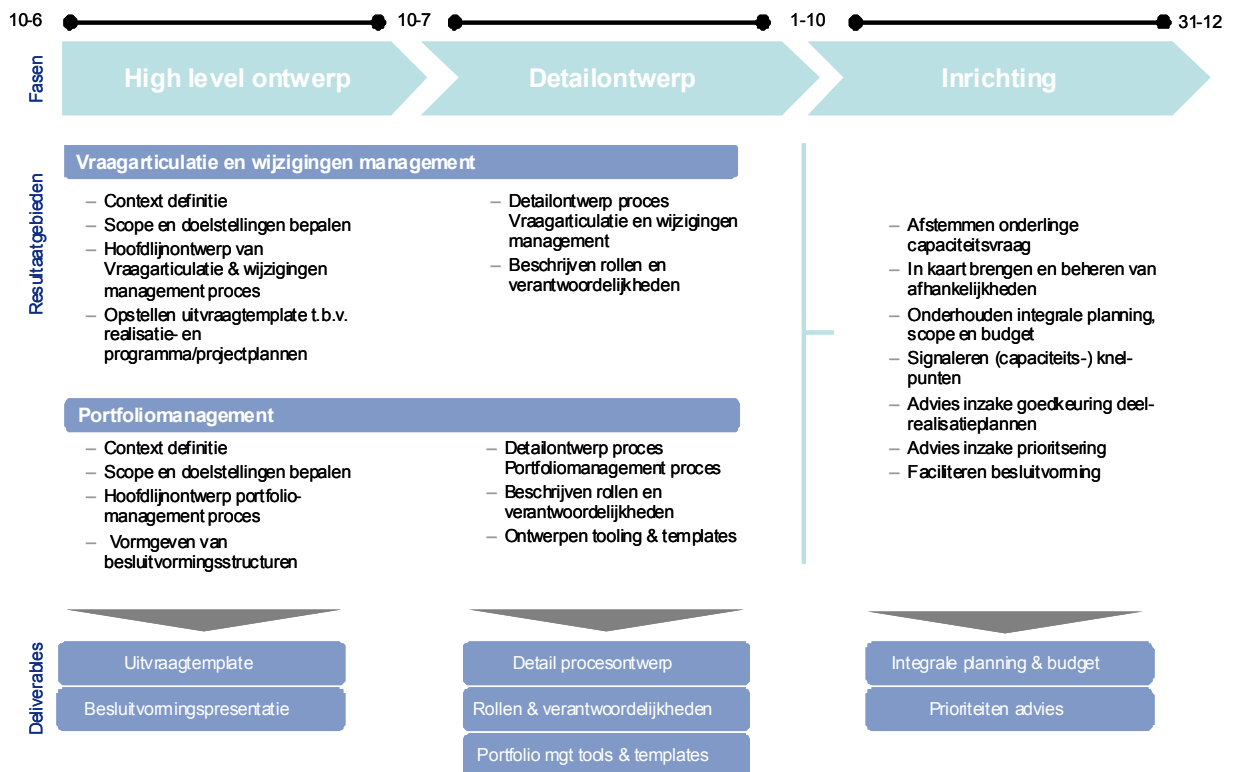 10-6
10-7
1-10
31-12
Fasen
High level ontwerp
Detailontwerp
Inrichting
Resultaatgebieden
Vraagarticulatie en wijzigingen management
– Context definitie
– Scope en doelstellingen bepalen
– Hoofdlijnontwerp van
Vraagarticulatie & wijzigingen
management proces
– Opstellen uitvraagtemplate t.b.v.
realisatie- en
programma/projectplannen
– Detailontwerp proces
Vraagarticulatie en wijzigingen
management
– Beschrijven rollen en
verantwoordelijkheden
Portfoliomanagement
– Context definitie
– Scope en doelstellingen bepalen
– Hoofdlijnontwerp portfolio-
management proces
– Vormgeven van
besluitvormingsstructuren
– Detailontwerp proces
Portfoliomanagement proces
– Beschrijven rollen en
verantwoordelijkheden
– Ontwerpen tooling & templates
– Afstemmen onderlinge
capaciteitsvraag
– In kaart brengen en beheren van
afhankelijkheden
– Onderhouden integrale planning,
scope en budget
– Signaleren (capaciteits-) knel-
punten
– Advies inzake goedkeuring deel-
realisatieplannen
– Advies inzake prioritsering
– Faciliteren besluitvorming
Deliverables
Uitvraagtemplate
Besluitvormingspresentatie
Detail procesontwerp
Rollen & verantwoordelijkheden
Portfolio mgt tools & templates
Integrale planning & budget
Prioriteiten advies